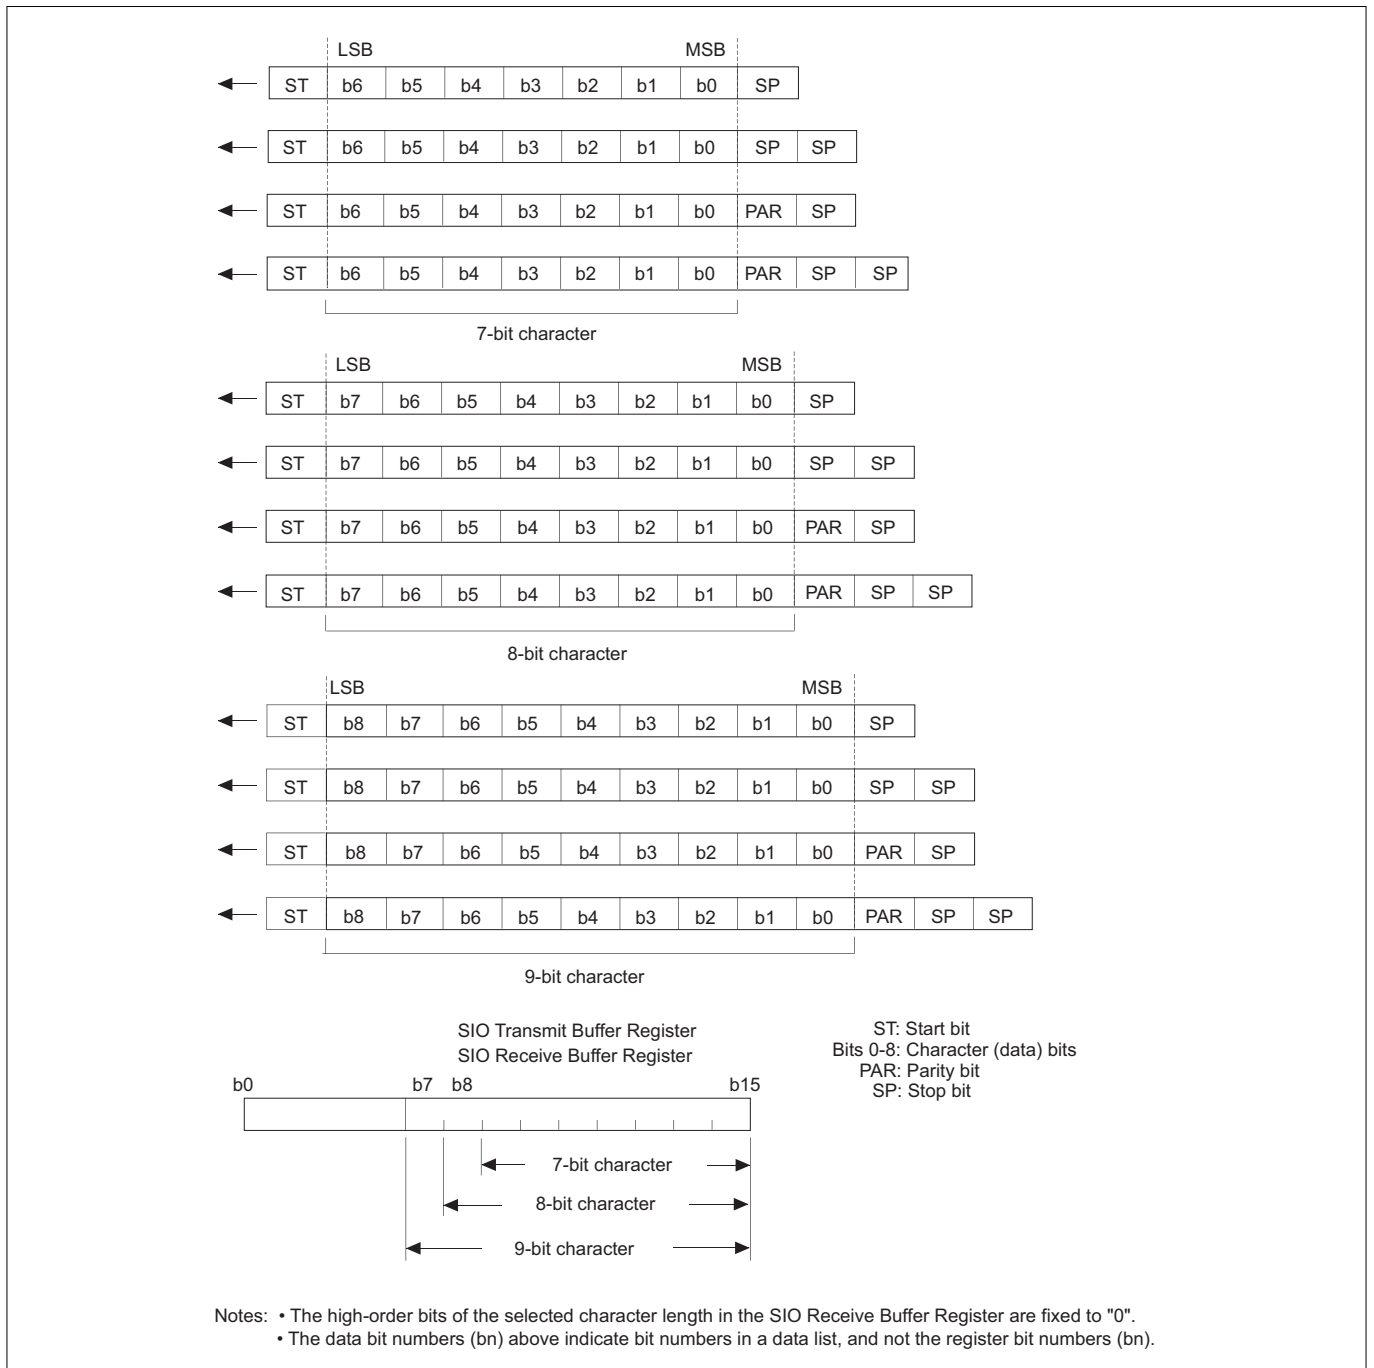 LSB MSB
ST b6 b5 b4 b3 b2 b1 b0 SP
ST b6 b5 b4 b3 b2 b1 b0 SP SP
ST b6 b5 b4 b3 b2 b1 b0 PAR SP
ST b6 b5 b4 b3 b2 b1 b0 PAR SP SP
7-bit character
LSB MSB
ST b7 b6 b5 b4 b3 b2 b1 b0 SP
ST b7 b6 b5 b4 b3 b2 b1 b0 SP SP
ST b7 b6 b5 b4 b3 b2 b1 b0 PAR SP
ST b7 b6 b5 b4 b3 b2 b1 b0 PAR SP SP
8-bit character
LSB MSB
ST b8 b7 b6 b5 b4 b3 b2 b1 b0 SP
ST b8 b7 b6 b5 b4 b3 b2 b1 b0 SP SP
ST b8 b7 b6 b5 b4 b3 b2 b1 b0 PAR SP
ST b8 b7 b6 b5 b4 b3 b2 b1 b0 PAR SP SP
9-bit character
SIO Transmit Buffer Register
SIO Receive Buffer Register
b0 b7 b8 b15
7-bit character
8-bit character
9-bit character
ST: Start bit
Bits 0-8: Character (data) bits
PAR: Parity bit
SP: Stop bit
Notes: • The high-order bits of the selected character length in the SIO Receive Buffer Register are fixed to "0".
• The data bit numbers (bn) above indicate bit numbers in a data list, and not the register bit numbers (bn).